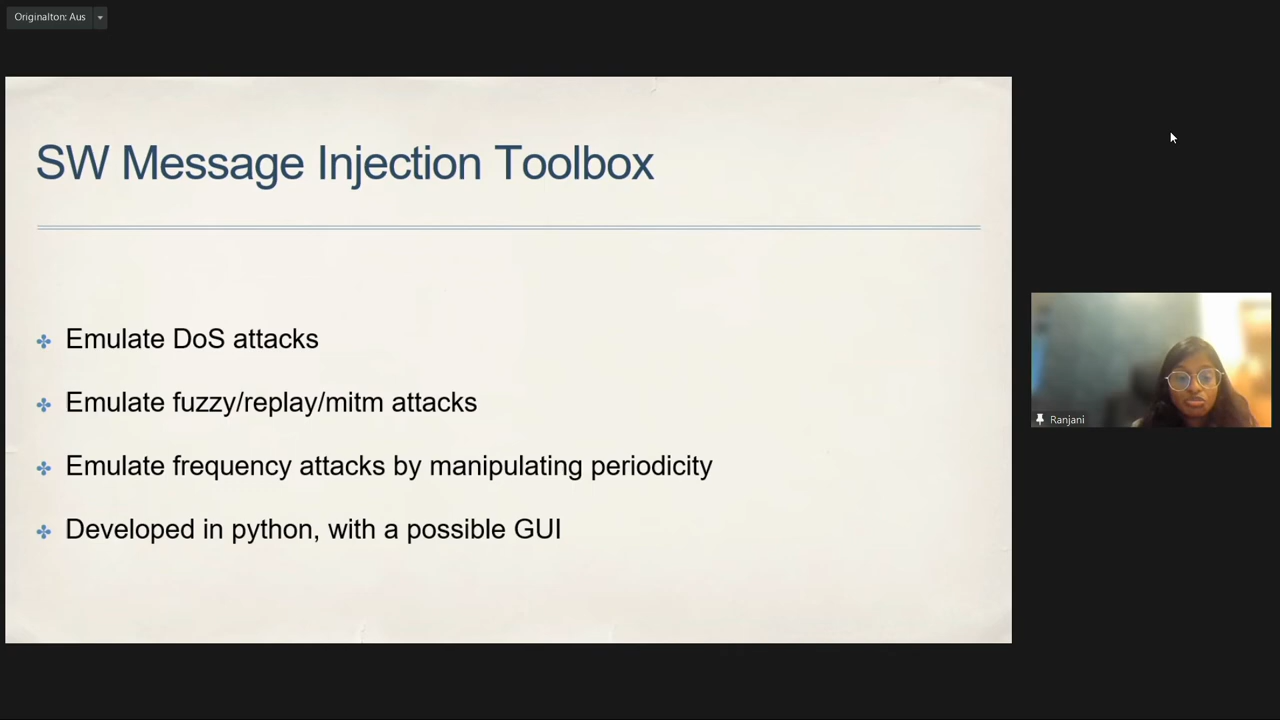 Originalton: Aus
SW Message Injection Toolbox
Emulate DoS attacks
Emulate fuzzy/replay/mitm attacks
Emulate frequency attacks by manipulating periodicity
Developed in python, with a possible GUI
Ranjani